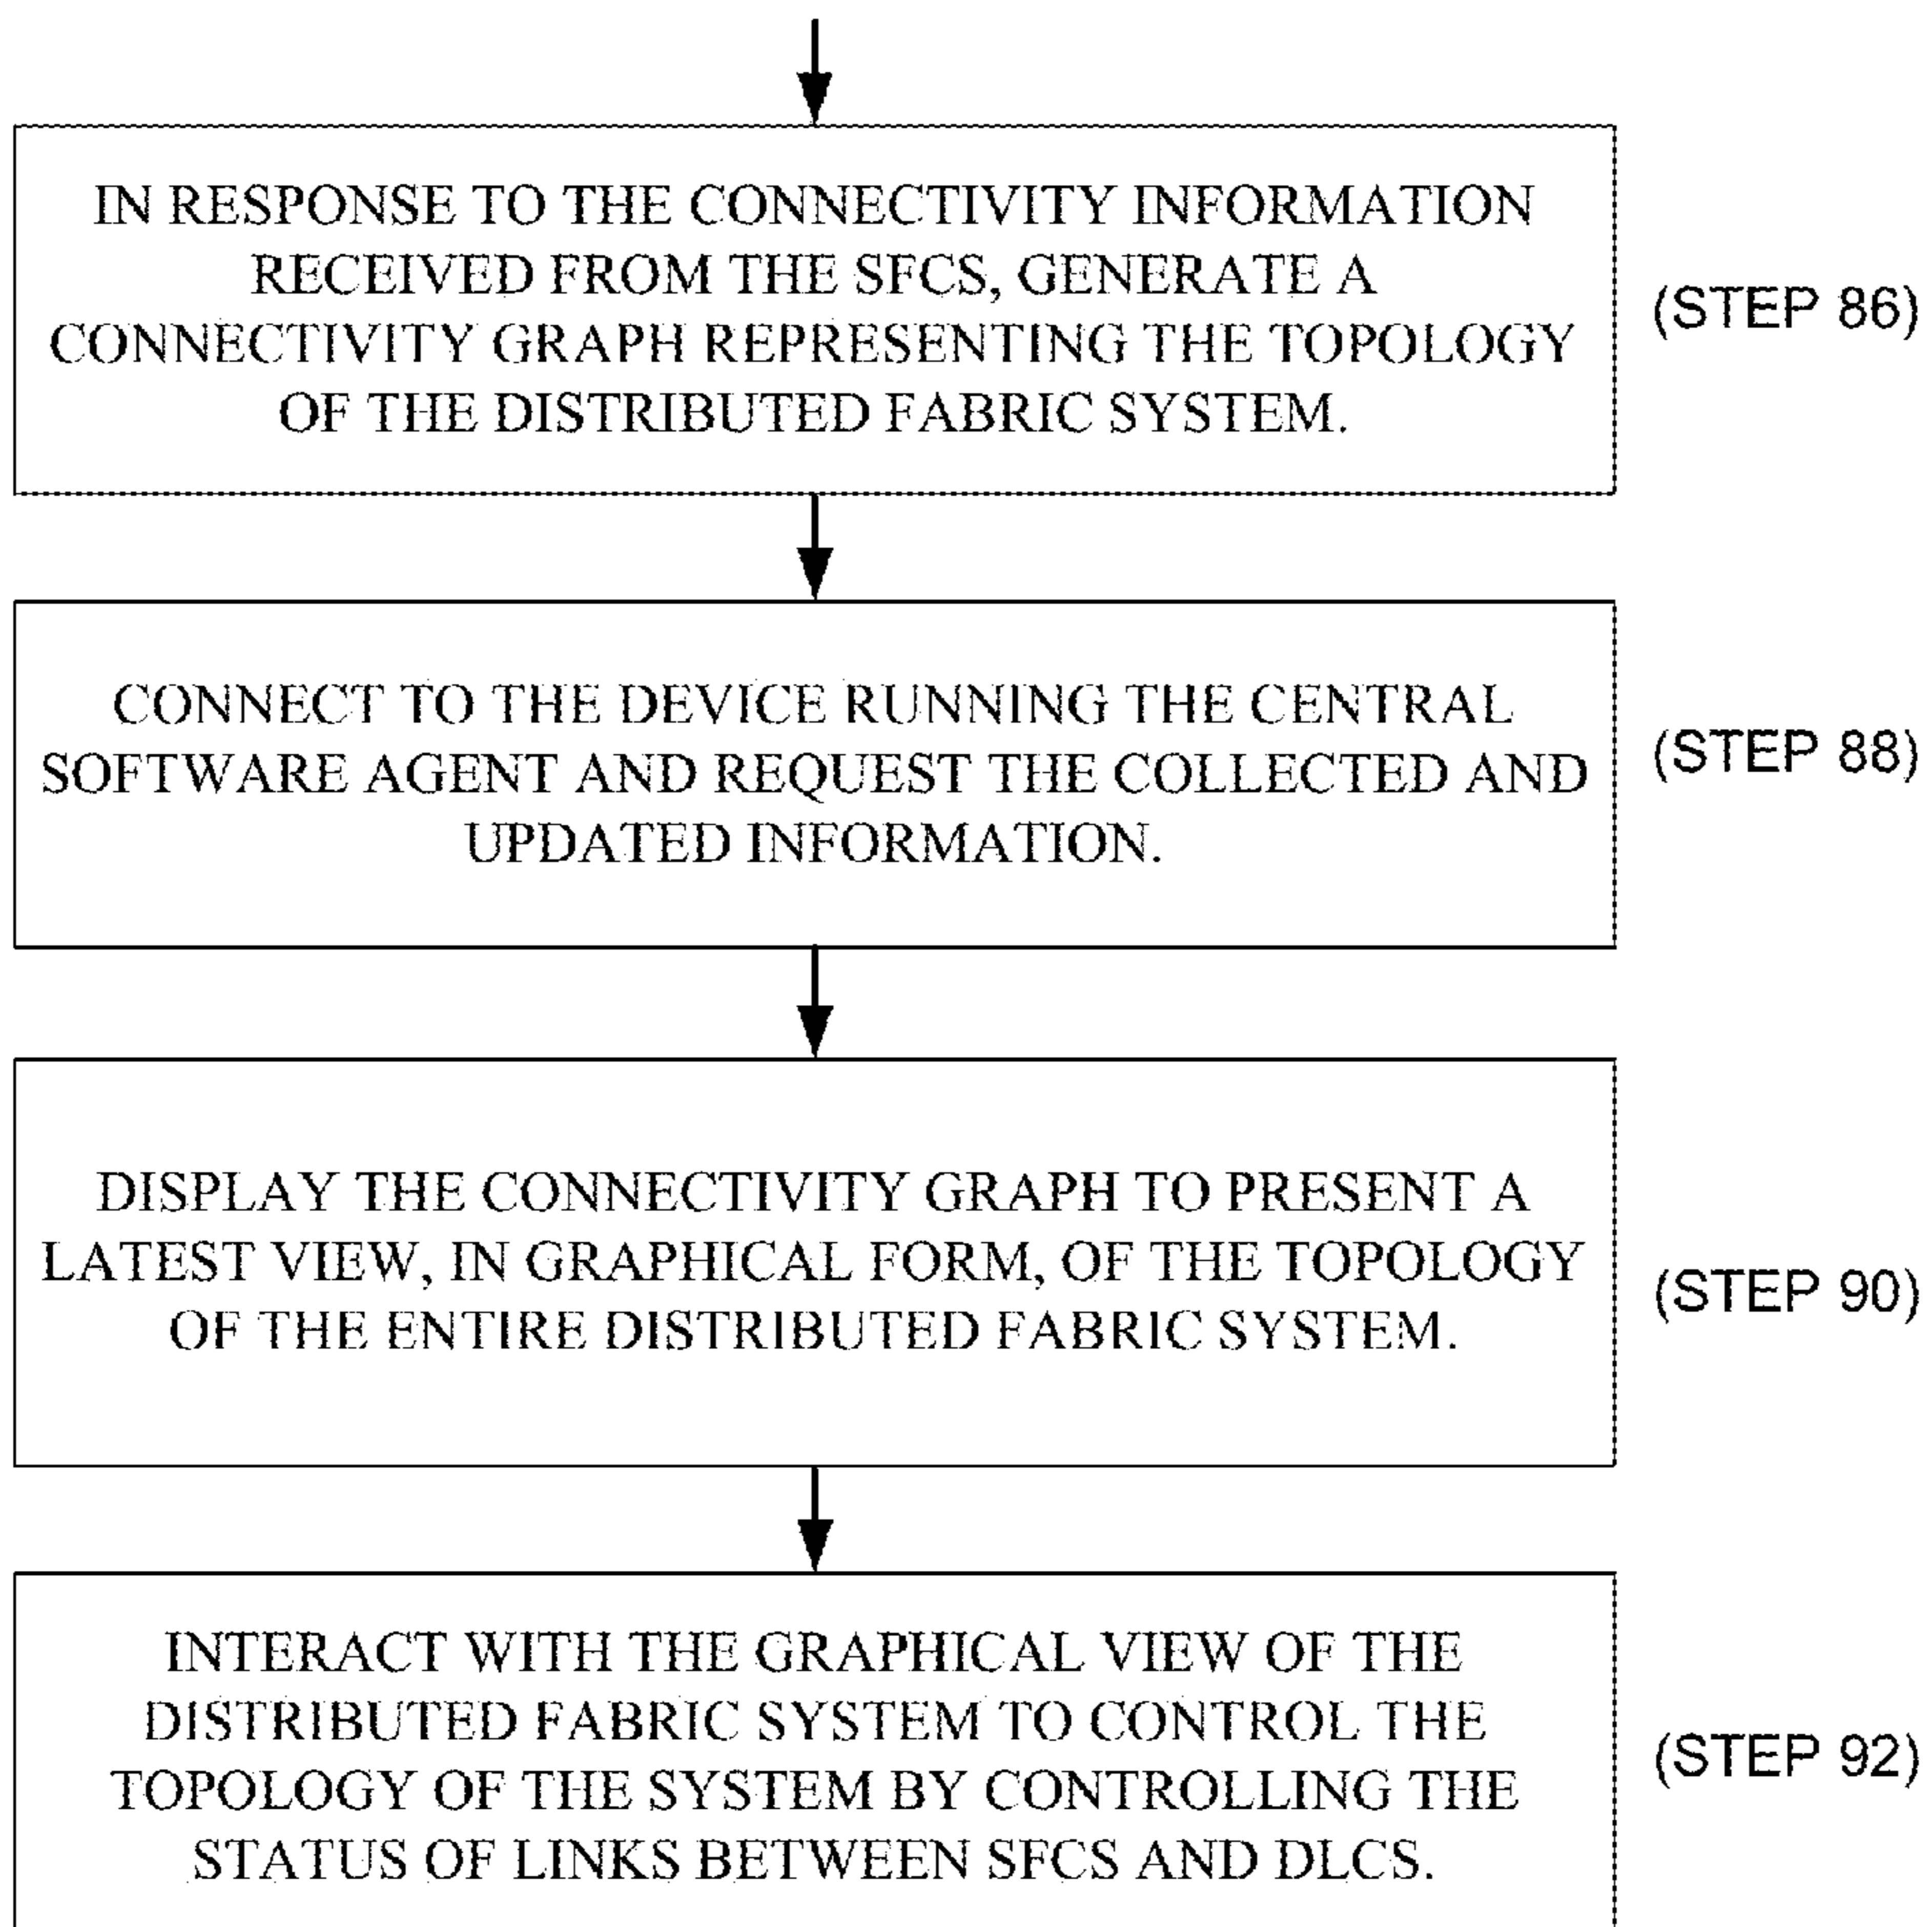 IN RESPONSE TO THE CONNECTIVITY INFORMATION
RECEIVED FROM THE SFCS, GENERATE A
CONNECTIVITY GRAPH REPRESENTING THE TOPOLOGY
OF THE DISTRIBUTED FABRIC SYSTEM.
(STEP 86)
CONNECT TO THE DEVICE RUNNING THE CENTRAL
SOFTWARE AGENT AND REQUEST THE COLLECTED AND
UPDATED INFORMATION.
(STEP 88)
DISPLAY THE CONNECTIVITY GRAPH TO PRESENT A
LATEST VIEW, IN GRAPHICAL FORM, OF THE TOPOLOGY
OF THE ENTIRE DISTRIBUTED FABRIC SYSTEM.
(STEP 90)
INTERACT WITH THE GRAPHICAL VIEW OF THE
DISTRIBUTED FABRIC SYSTEM TO CONTROL THE
TOPOLOGY OF THE SYSTEM BY CONTROLLING THE
STATUS OF LINKS BETWEEN SFCS AND DLCS.
(STEP 92)